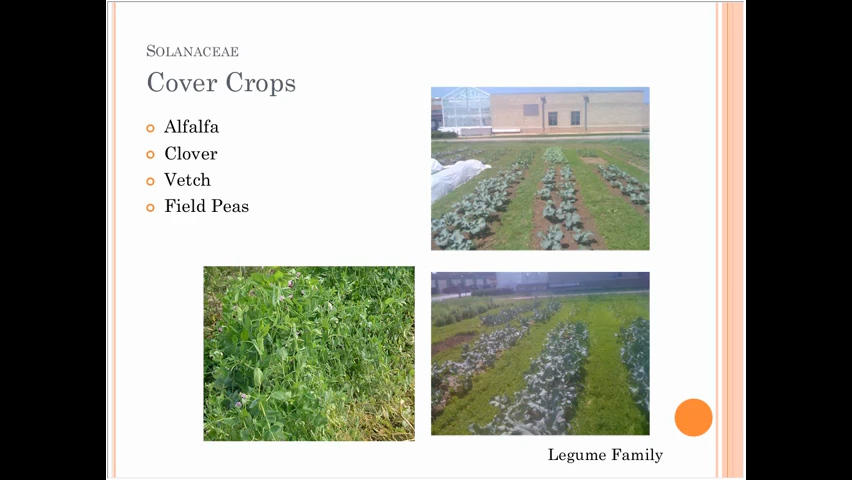 SOLANACEAE
Cover Crops
Alfalfa
Clover
Vetch
Field Peas
Legume Family